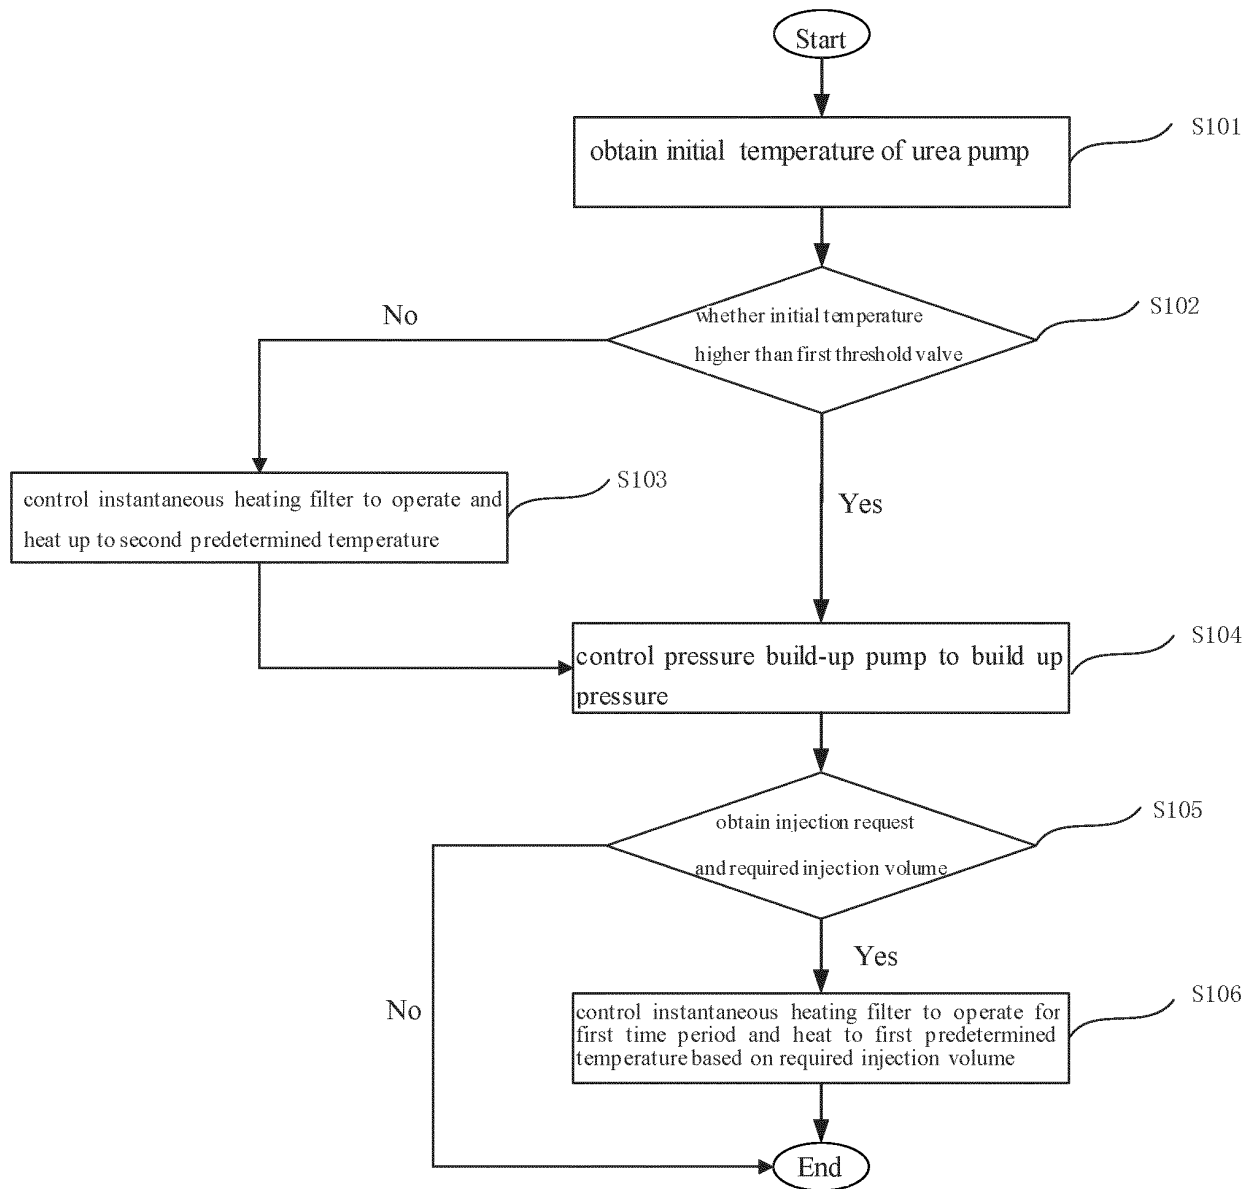 Start
obtain initial temperature of urea pump
S101
whether initial temperature
higher than first threshold valve
S102
No
control instantaneous heating filter to operate and
heat up to second predetermined temperature
S103
Yes
control pressure build-up pump to build up
pressure
S104
obtain injection request
and required injection volume
S105
Yes
No
control instantaneous heating filter to operate for
first time period and heat to first predetermined
temperature based on required injection volume
S106
End